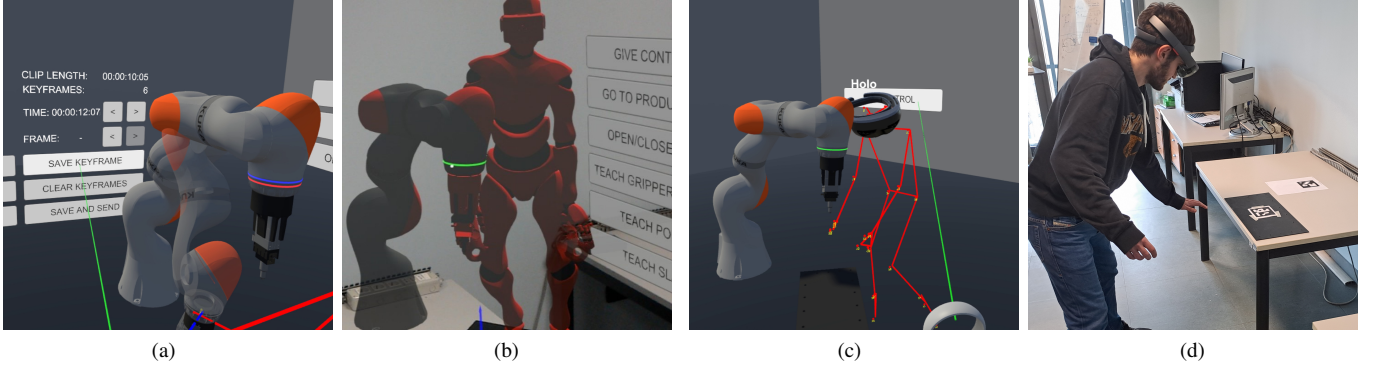 CLIP LENGTH: 00:00:10:05
KEYFRAMES: 6
TIME: 00:00:12:07 < >
FRAME: - < >
SAVE KEYFRAME
CLEAR KEYFRAMES
SAVE AND SEND
GIVE CONT
GO TO PRODU
OPEN/CLOSE
TEACH GRIPPER
TEACH PO
TEACH SL
Holo
TROL
(a)
(b)
(c)
(d)